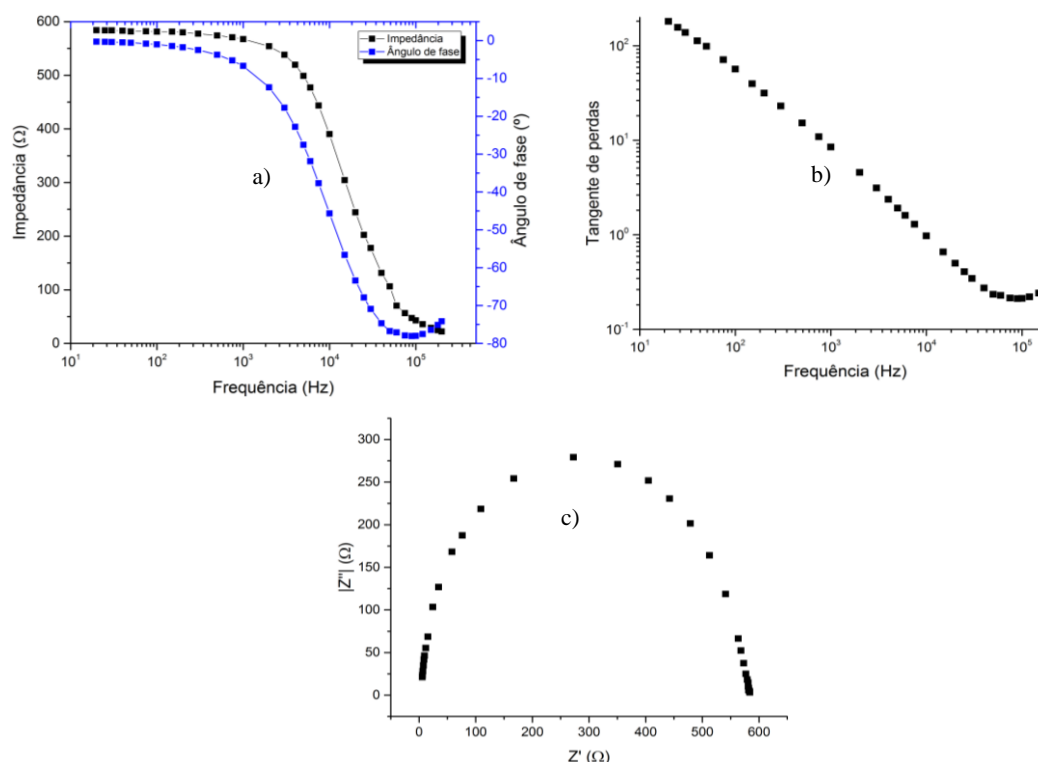 600
500
400
300
200
100
0
Impedância (Ω)
10¹ 10² 10³ 10⁴ 10⁵
Frequência (Hz)
0
-10
-20
-30
-40
-50
-60
-70
-80
Ângulo de fase (º)
Impedância
Ângulo de fase
a)
10²
10¹
10⁰
10⁻¹
Tangente de perdas
10¹ 10² 10³ 10⁴ 10⁵
Frequência (Hz)
b)
300
250
200
150
100
50
0
|Z''| (Ω)
0 100 200 300 400 500 600
Z' (Ω)
c)